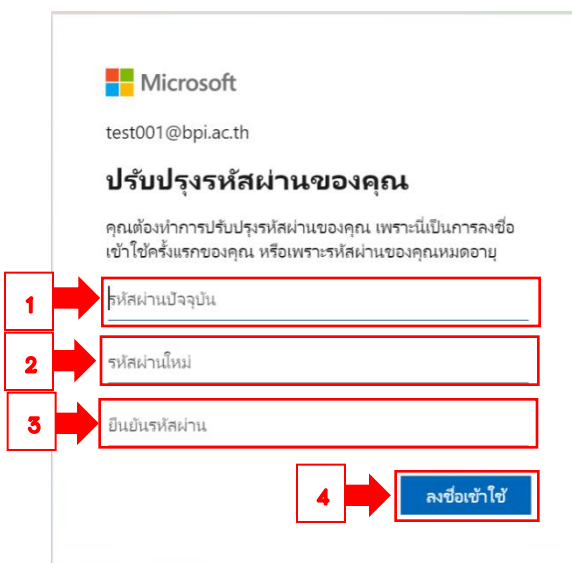 Microsoft
test001@bpi.ac.th
ปรับปรุงรหัสผ่านของคุณ
คุณต้องทำการปรับปรุงรหัสผ่านของคุณ เพราะนี่เป็นการลงชื่อ
เข้าใช้ครั้งแรกของคุณ หรือเพราะรหัสผ่านของคุณหมดอายุ
1 รหัสผ่านปัจจุบัน
2 รหัสผ่านใหม่
3 ยืนยันรหัสผ่าน
4 ลงชื่อเข้าใช้